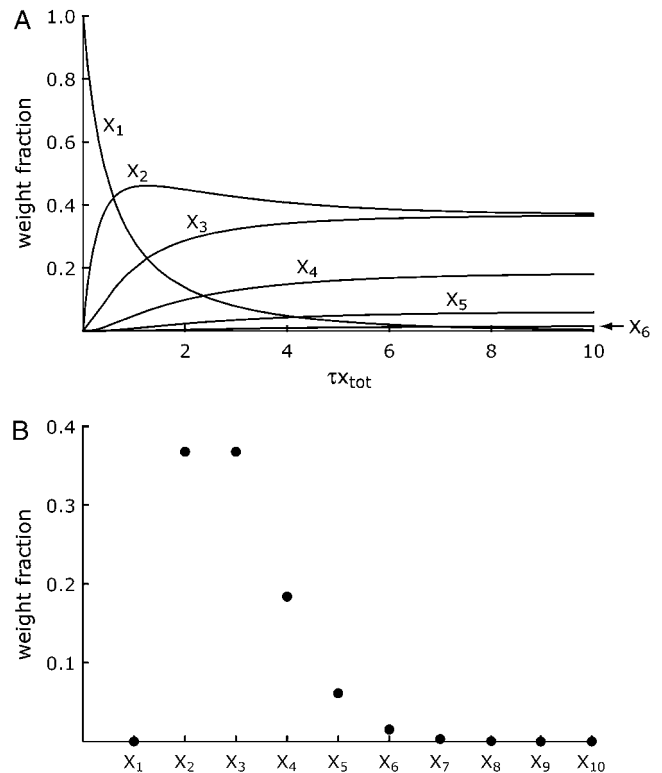 A
1.0
0.8
0.6
0.4
0.2
weight fraction
X1
X2
X3
X4
X5
X6
2 4 6 8 10
τxtot
B
0.4
0.3
0.2
0.1
weight fraction
X1 X2 X3 X4 X5 X6 X7 X8 X9 X10